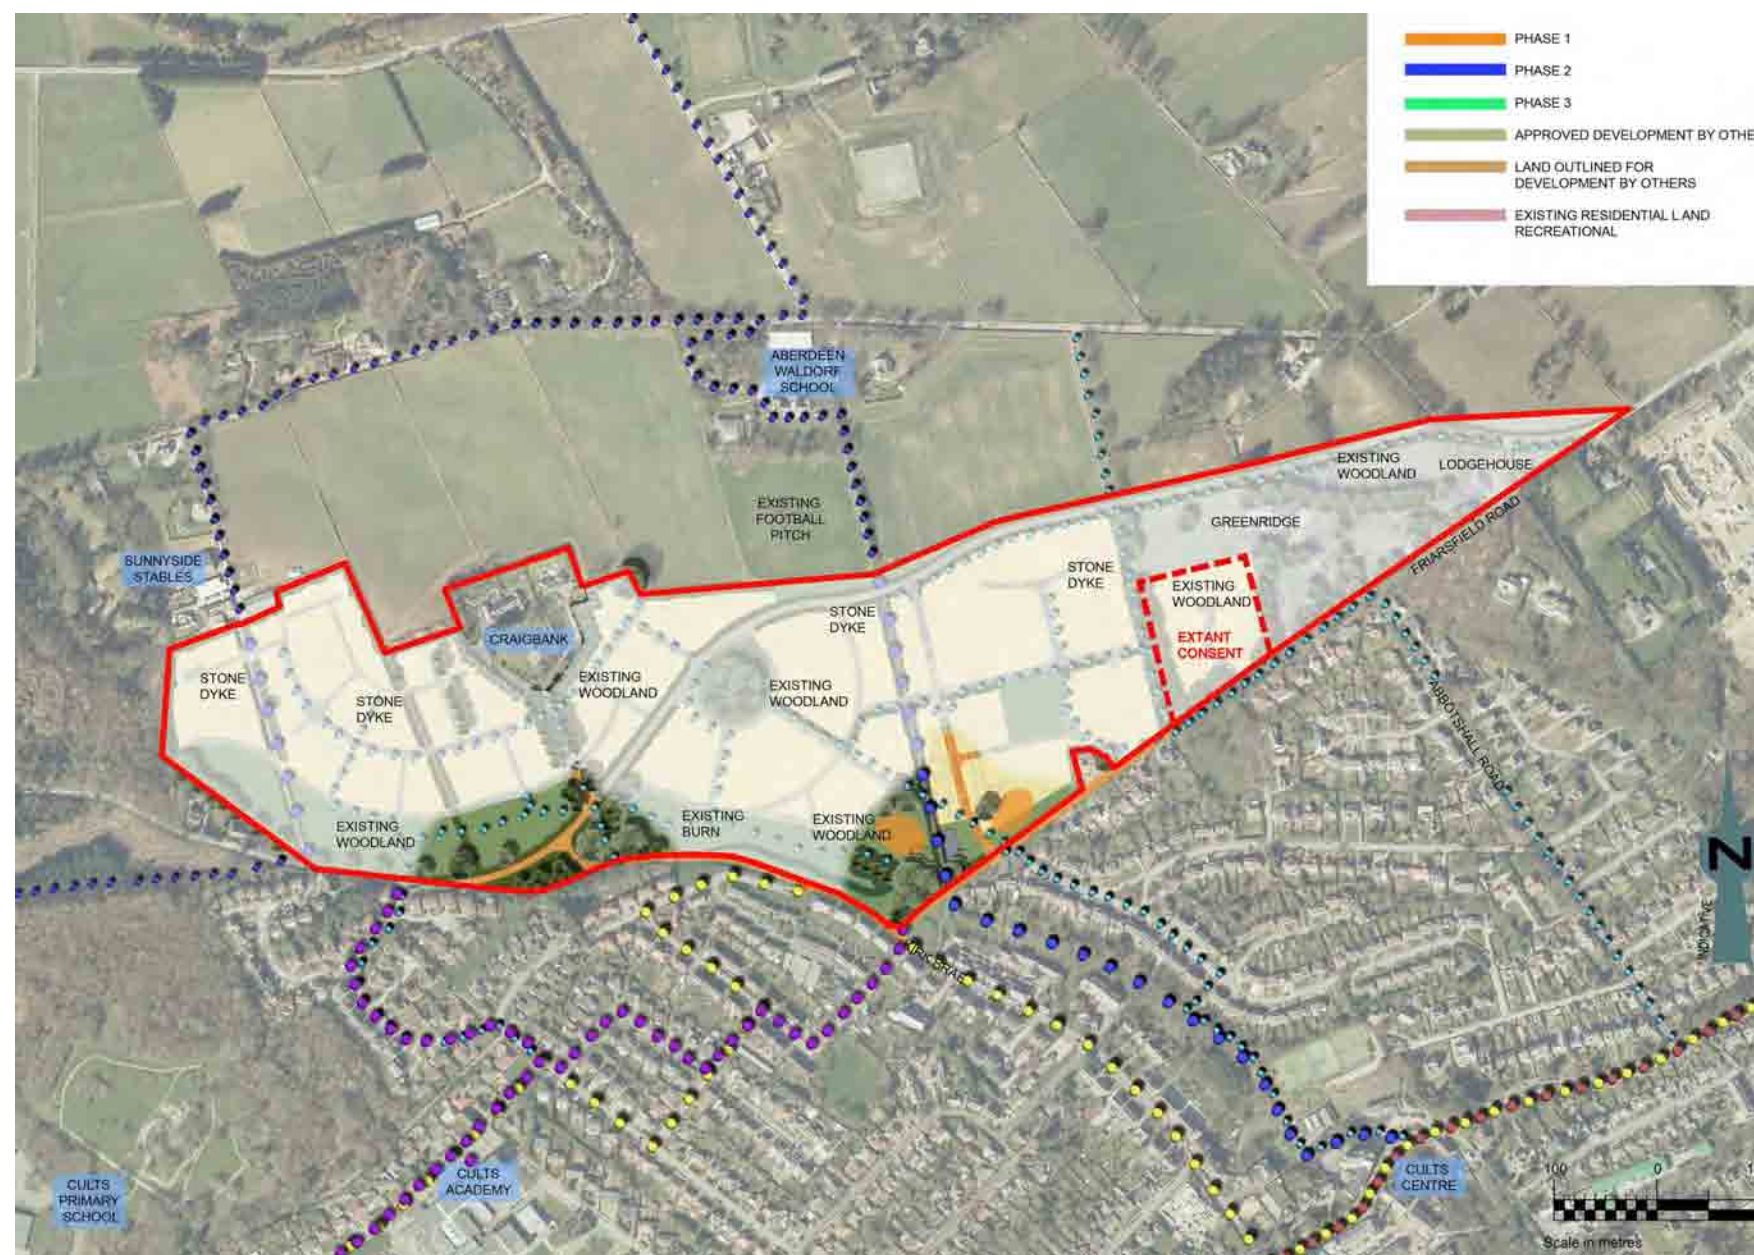 PHASE 1
PHASE 2
PHASE 3
APPROVED DEVELOPMENT BY OTHE
LAND OUTLINED FOR
DEVELOPMENT BY OTHERS
EXISTING RESIDENTIAL LAND
RECREATIONAL
ABERDEEN
WALDORF
SCHOOL
EXISTING
WOODLAND
LODGEHOUSE
EXISTING
FOOTBALL
PITCH
GREENRIDGE
FRIARSFIELD ROAD
SUNNYSIDE
STABLES
STONE
DYKE
EXISTING
WOODLAND
STONE
DYKE
CRAIGBANK
EXTANT
CONSENT
STONE
DYKE
EXISTING
WOODLAND
EXISTING
WOODLAND
STONE
DYKE
ABBOTSHALL ROAD
EXISTING
WOODLAND
EXISTING
BURN
EXISTING
WOODLAND
N
INDICATIVE
KIRK BRAE
CULTS
PRIMARY
SCHOOL
CULTS
ACADEMY
CULTS
CENTRE
100 0 1
Scale in metres